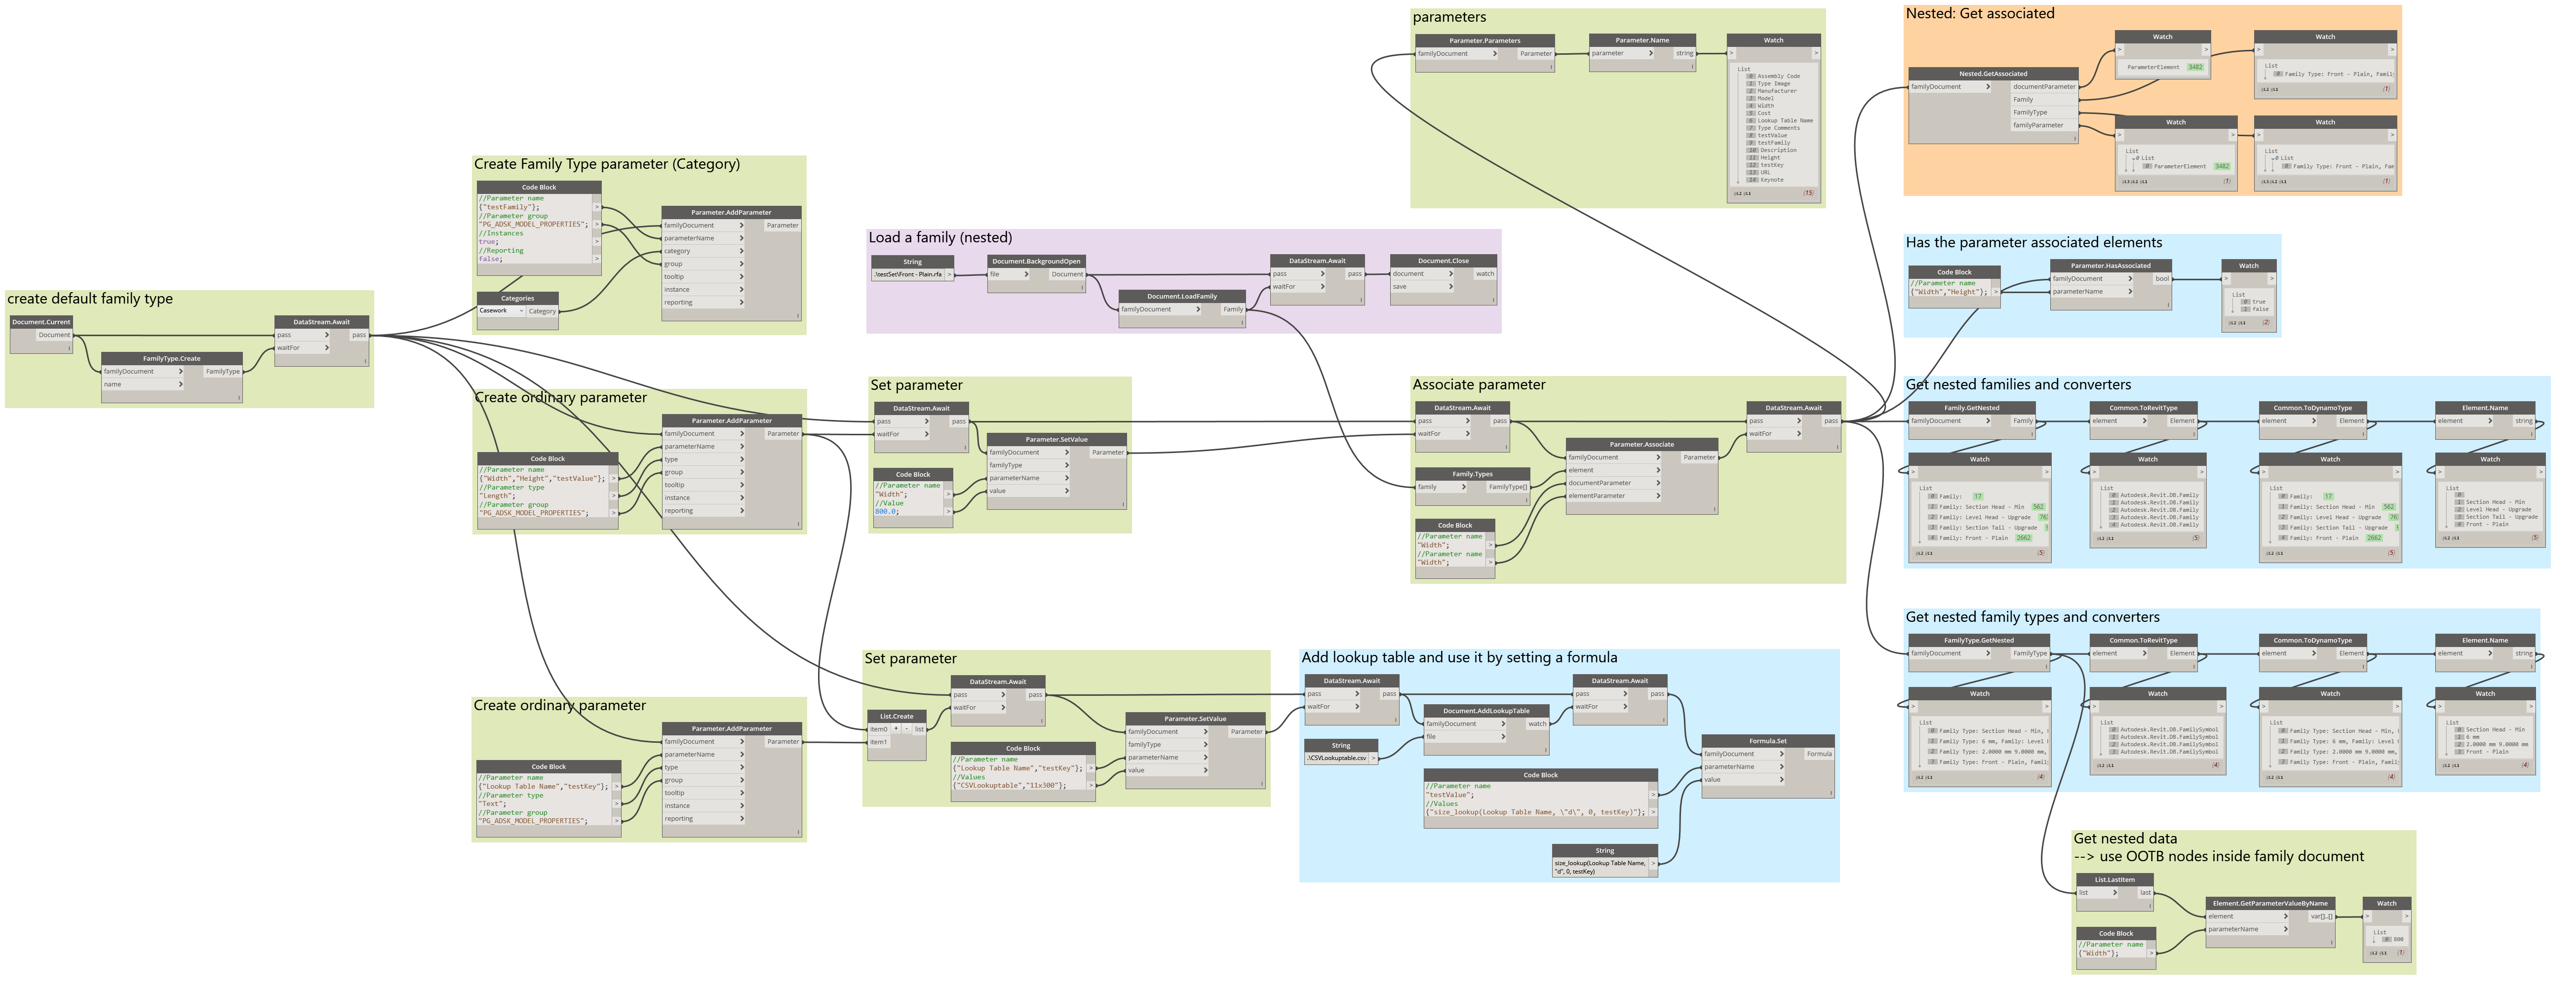 create default family type
Document.Current
Document
FamilyType.Create
familyDocument
FamilyType
name
DataStream.Await
pass
pass
waitFor
Create Family Type parameter (Category)
Code Block
//Parameter name
{"testFamily"};
//Parameter group
"PG_ADSK_MODEL_PROPERTIES";
//Instances
true;
//Reporting
false;
Categories
Casework
Category
Parameter.AddParameter
familyDocument
Parameter
parameterName
category
group
tooltip
instance
reporting
Create ordinary parameter
Parameter.AddParameter
familyDocument
Parameter
parameterName
type
group
tooltip
instance
reporting
Code Block
//Parameter name
{"Width","Height","testValue"};
//Parameter type
"Length";
//Parameter group
"PG_ADSK_MODEL_PROPERTIES";
Create ordinary parameter
Parameter.AddParameter
familyDocument
Parameter
parameterName
type
group
tooltip
instance
reporting
Code Block
//Parameter name
{"Lookup Table Name","testKey"};
//Parameter type
"Text";
//Parameter group
"PG_ADSK_MODEL_PROPERTIES";
Load a family (nested)
String
.\testSet\Front - Plain.rfa
Document.BackgroundOpen
file
Document
Document.LoadFamily
familyDocument
Family
DataStream.Await
pass
pass
waitFor
Document.Close
document
watch
save
Set parameter
DataStream.Await
pass
pass
waitFor
Code Block
//Parameter name
"Width";
//Value
800.0;
Parameter.SetValue
familyDocument
Parameter
familyType
parameterName
value
Set parameter
List.Create
item0 + - list
item1
DataStream.Await
pass
pass
waitFor
Code Block
//Parameter name
{"Lookup Table Name","testKey"};
//Values
{"CSVLookuptable","11x300"};
Parameter.SetValue
familyDocument
Parameter
familyType
parameterName
value
Add lookup table and use it by setting a formula
DataStream.Await
pass
pass
waitFor
String
.\CSVLookuptable.csv
Document.AddLookupTable
familyDocument
watch
file
DataStream.Await
pass
pass
waitFor
Code Block
//Parameter name
"testValue";
//Values
{"size_lookup(Lookup Table Name, \"d\", 0, testKey)"};
String
size_lookup(Lookup Table Name,
"d", 0, testKey)
Formula.Set
familyDocument
Formula
parameterName
value
parameters
Parameter.Parameters
familyDocument
Parameter
Parameter.Name
parameter
string
Watch
List
0 Assembly Code
1 Type Image
2 Manufacturer
3 Model
4 Width
5 Cost
6 Lookup Table Name
7 Type Comments
8 testValue
9 testFamily
10 Description
11 Height
12 testKey
13 URL
14 Keynote
@L2 @L1 {15}
Associate parameter
DataStream.Await
pass
pass
waitFor
Family.Types
family
FamilyType[]
Code Block
//Parameter name
"Width";
//Parameter name
"Width";
Parameter.Associate
familyDocument
Parameter
element
documentParameter
elementParameter
DataStream.Await
pass
pass
waitFor
Nested: Get associated
Nested.GetAssociated
familyDocument
documentParameter
Family
FamilyType
familyParameter
Watch
ParameterElement 3482
Watch
List
0 Family Type: Front - Plain, Family
@L2 @L1 {1}
Watch
List
0 List
0 ParameterElement 3482
@L3 @L2 @L1 {1}
Watch
List
0 List
0 Family Type: Front - Plain, Fam
@L3 @L2 @L1 {1}
Has the parameter associated elements
Code Block
//Parameter name
{"Width","Height"};
Parameter.HasAssociated
familyDocument
bool
parameterName
Watch
List
0 true
1 false
@L2 @L1 {2}
Get nested families and converters
Family.GetNested
familyDocument
Family
Common.ToRevitType
element
Element
Common.ToDynamoType
element
Element
Element.Name
element
string
Watch
List
0 Family: 17
1 Family: Section Head - Min 562
2 Family: Level Head - Upgrade
3 Family: Section Tail - Upgrade
4 Family: Front - Plain 2662
@L2 @L1 {5}
Watch
List
0 Autodesk.Revit.DB.Family
1 Autodesk.Revit.DB.Family
2 Autodesk.Revit.DB.Family
3 Autodesk.Revit.DB.Family
4 Autodesk.Revit.DB.Family
@L2 @L1 {5}
Watch
List
0 Family: 17
1 Family: Section Head - Min 562
2 Family: Level Head - Upgrade
3 Family: Section Tail - Upgrade
4 Family: Front - Plain 2662
@L2 @L1 {5}
Watch
List
0
1 Section Head - Min
2 Level Head - Upgrade
3 Section Tail - Upgrade
4 Front - Plain
@L2 @L1 {5}
Get nested family types and converters
FamilyType.GetNested
familyDocument
FamilyType
Common.ToRevitType
element
Element
Common.ToDynamoType
element
Element
Element.Name
element
string
Watch
List
0 Family Type: Section Head - Min,
1 Family Type: 6 mm, Family: Level
2 Family Type: 2.0000 mm 9.0000 mm,
3 Family Type: Front - Plain, Family
@L2 @L1 {4}
Watch
List
0 Autodesk.Revit.DB.FamilySymbol
1 Autodesk.Revit.DB.FamilySymbol
2 Autodesk.Revit.DB.FamilySymbol
3 Autodesk.Revit.DB.FamilySymbol
@L2 @L1 {4}
Watch
List
0 Family Type: Section Head - Min,
1 Family Type: 6 mm, Family: Level
2 Family Type: 2.0000 mm 9.0000 mm,
3 Family Type: Front - Plain, Family
@L2 @L1 {4}
Watch
List
0 Section Head - Min
1 6 mm
2 2.0000 mm 9.0000 mm
3 Front - Plain
@L2 @L1 {4}
Get nested data
--> use OOTB nodes inside family document
List.LastItem
list
last
Code Block
//Parameter name
{"Width"};
Element.GetParameterValueByName
element
var[]..[]
parameterName
Watch
List
0 800
@L2 @L1 {1}